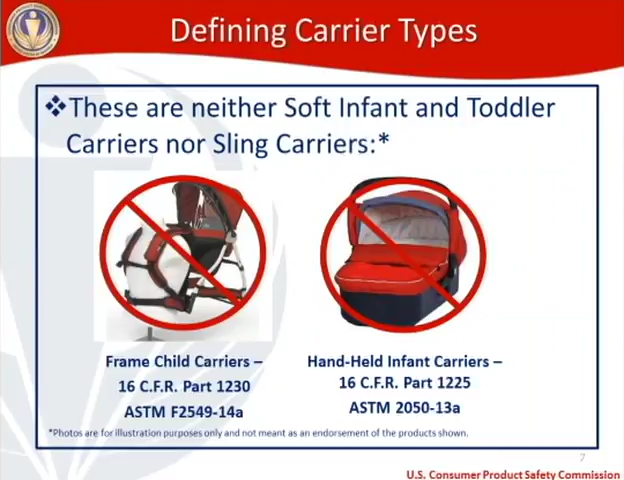 Defining Carrier Types
❖These are neither Soft Infant and Toddler
Carriers nor Sling Carriers:*
Frame Child Carriers –
16 C.F.R. Part 1230
ASTM F2549-14a
Hand-Held Infant Carriers –
16 C.F.R. Part 1225
ASTM 2050-13a
*Photos are for illustration purposes only and not meant as an endorsement of the products shown.
7
U.S. Consumer Product Safety Commission